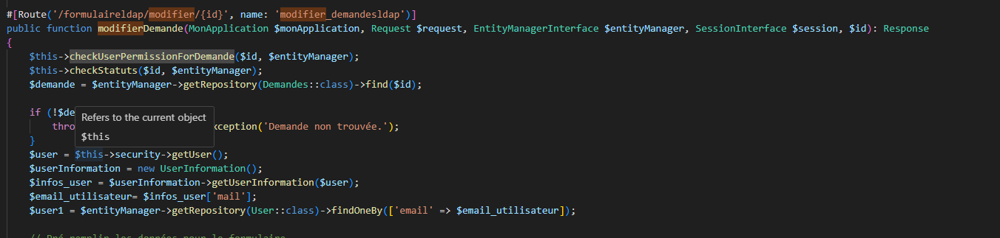 #[Route('/formulaireldap/modifier/{id}', name: 'modifier_demandesldap')]
public function modifierDemande(MonApplication $monApplication, Request $request, EntityManagerInterface $entityManager, SessionInterface $session, $id): Response
{
$this->checkUserPermissionForDemande($id, $entityManager);
$this->checkStatuts($id, $entityManager);
$demande = $entityManager->getRepository(Demandes::class)->find($id);
if (!$de
Refers to the current object
thro xception('Demande non trouvée.');
$this
}
$user = $this->security->getUser();
$userInformation = new UserInformation();
$infos_user = $userInformation->getUserInformation($user);
$email_utilisateur= $infos_user['mail'];
$user1 = $entityManager->getRepository(User::class)->findOneBy(['email' => $email_utilisateur]);
// Pré-remplir les données pour le formulaire